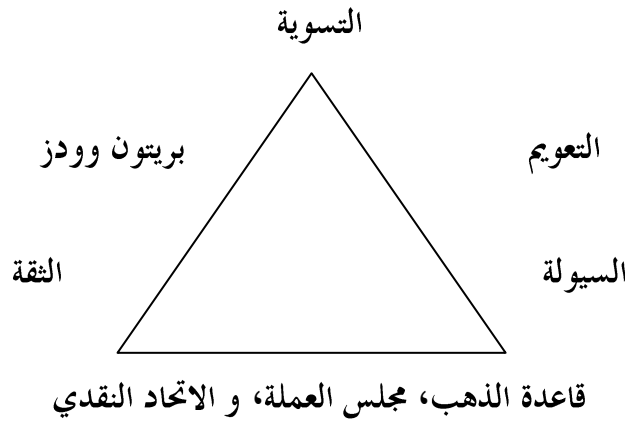 التسوية
التعويم
بريتون وودز
السيولة
الثقة
قاعدة الذهب، مجلس العملة، و الاتحاد النقدي